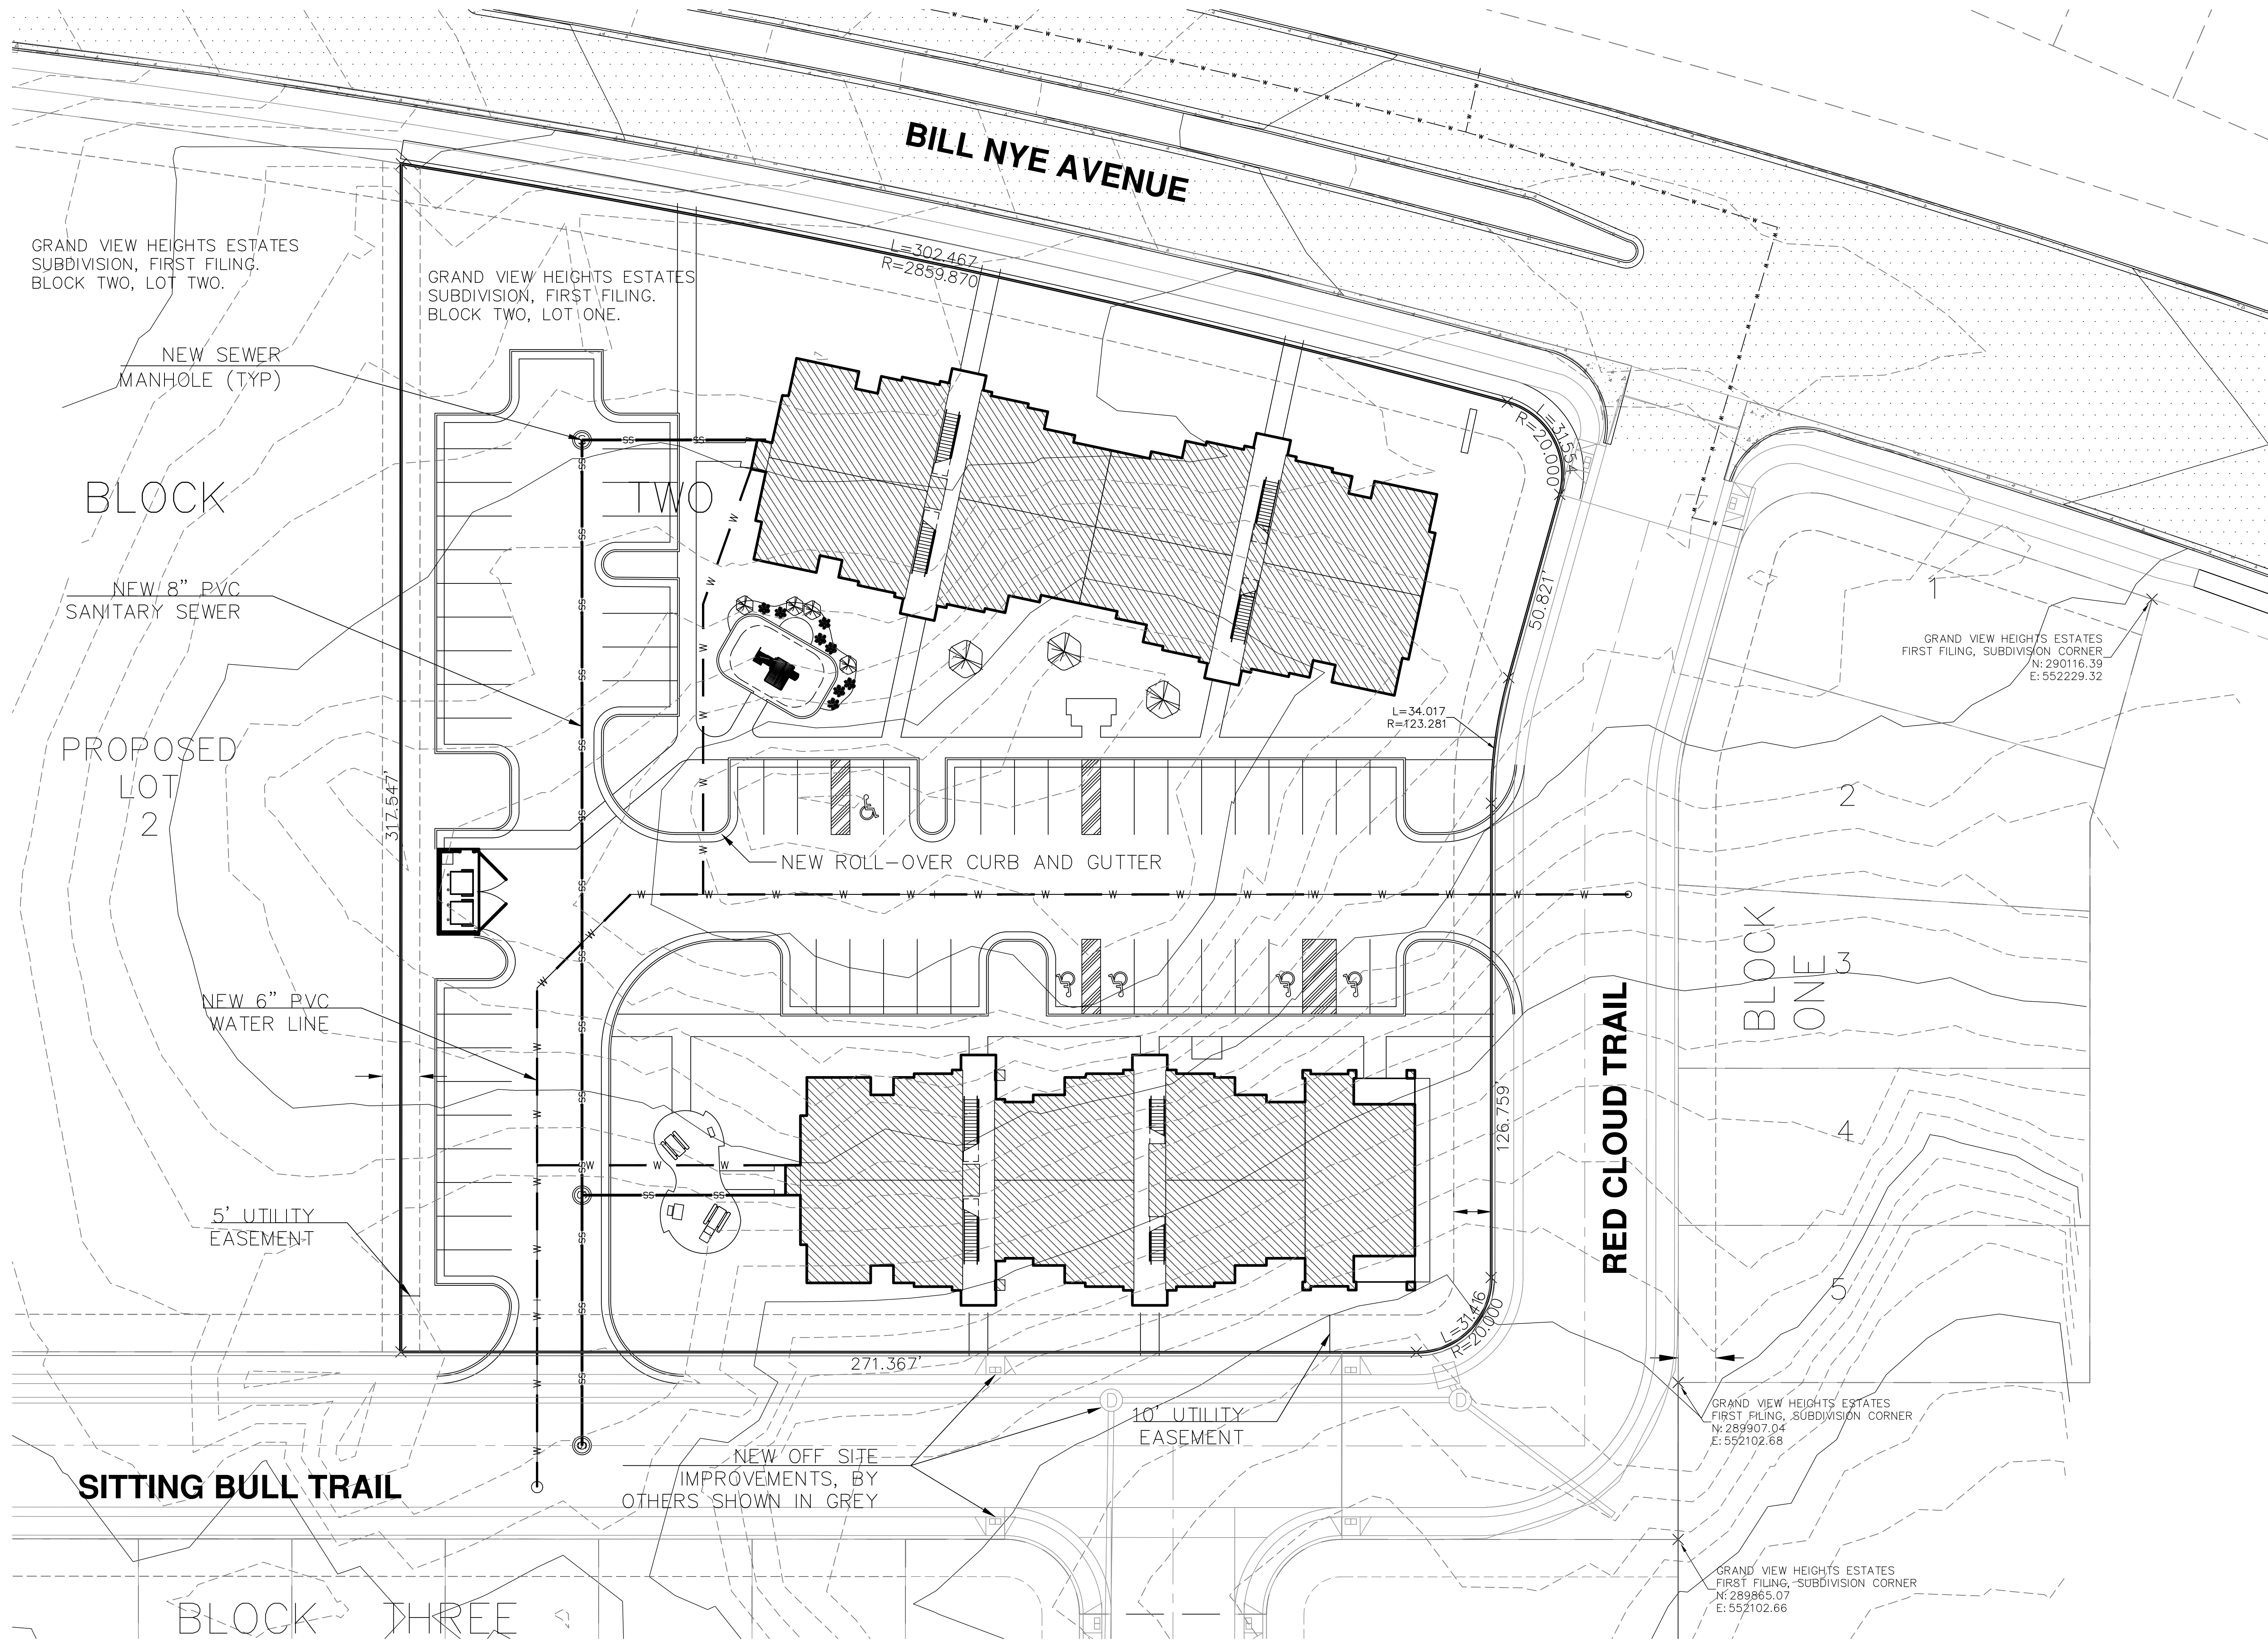 BILL NYE AVENUE
L=302.467
R=2859.870
GRAND VIEW HEIGHTS ESTATES
SUBDIVISION, FIRST FILING.
BLOCK TWO, LOT TWO.
GRAND VIEW HEIGHTS ESTATES
SUBDIVISION, FIRST FILING.
BLOCK TWO, LOT ONE.
NEW SEWER
MANHOLE (TYP)
L=31.554
R=20.000
BLOCK
TWO
NEW 8" PVC
SANITARY SEWER
50.821'
1
GRAND VIEW HEIGHTS ESTATES
FIRST FILING, SUBDIVISION CORNER
N: 290116.39
E: 552229.32
L=34.017
R=123.281
PROPOSED
LOT
2
317.547'
2
NEW ROLL-OVER CURB AND GUTTER
BLOCK
ONE
3
NEW 6" PVC
WATER LINE
RED CLOUD TRAIL
126.759'
4
5' UTILITY
EASEMENT
5
L=31.416
R=20.000
271.367'
10' UTILITY
EASEMENT
GRAND VIEW HEIGHTS ESTATES
FIRST FILING, SUBDIVISION CORNER
N: 289907.04
E: 552102.68
NEW OFF SITE
IMPROVEMENTS, BY
OTHERS SHOWN IN GREY
D
D
SITTING BULL TRAIL
GRAND VIEW HEIGHTS ESTATES
FIRST FILING, SUBDIVISION CORNER
N: 289865.07
E: 552102.66
BLOCK THREE